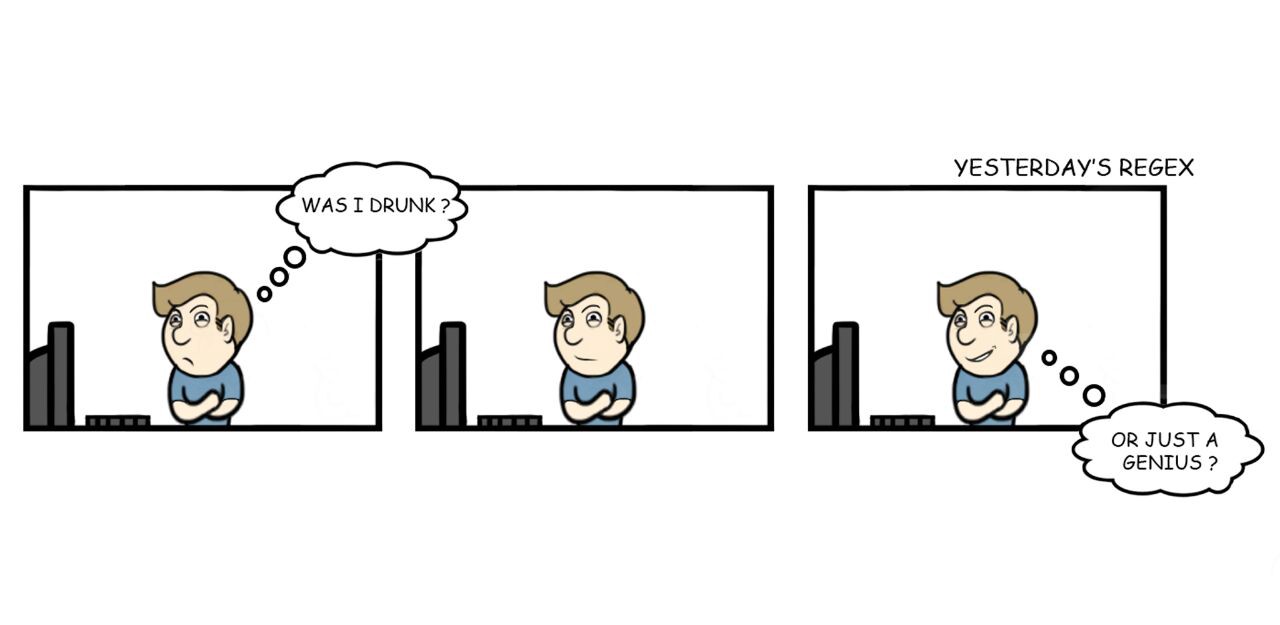 YESTERDAY'S REGEX
WAS I DRUNK ?
OR JUST A
GENIUS ?